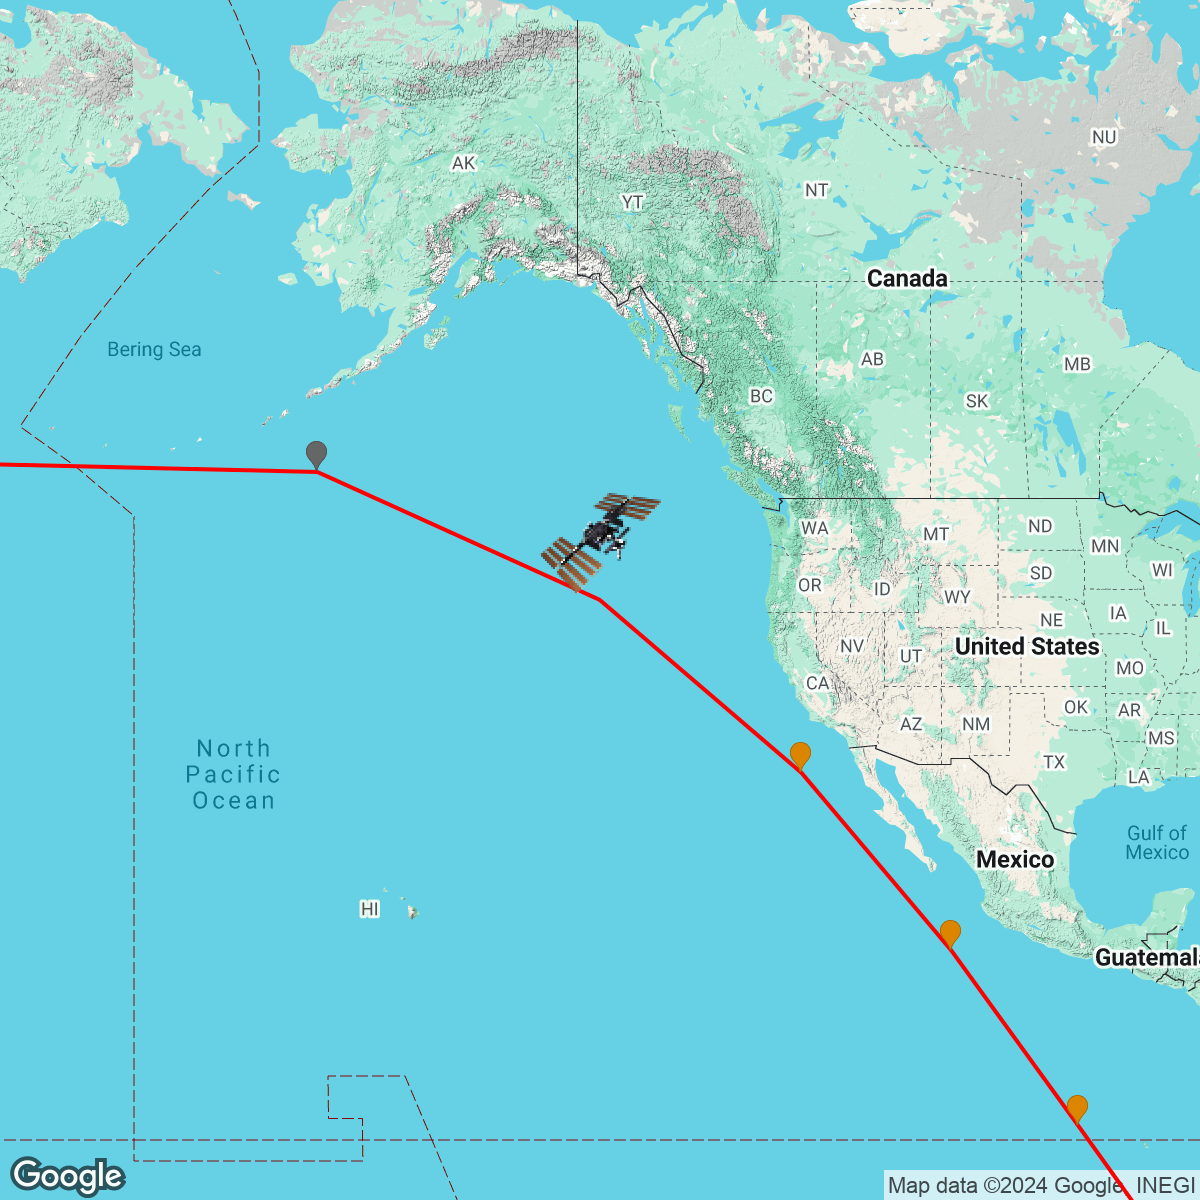 NU
AK
NT
YT
Canada
Bering Sea
AB
MB
BC
SK
WA
MT
ND
MN
WI
SD
OR
ID
WY
IA
NE
IL
NV
UT
United States
MO
CA
OK
AR
AZ
NM
MS
North
Pacific
Ocean
TX
LA
Gulf of
Mexico
Mexico
HI
Guatemala
Google
Map data ©2024 Google, INEGI